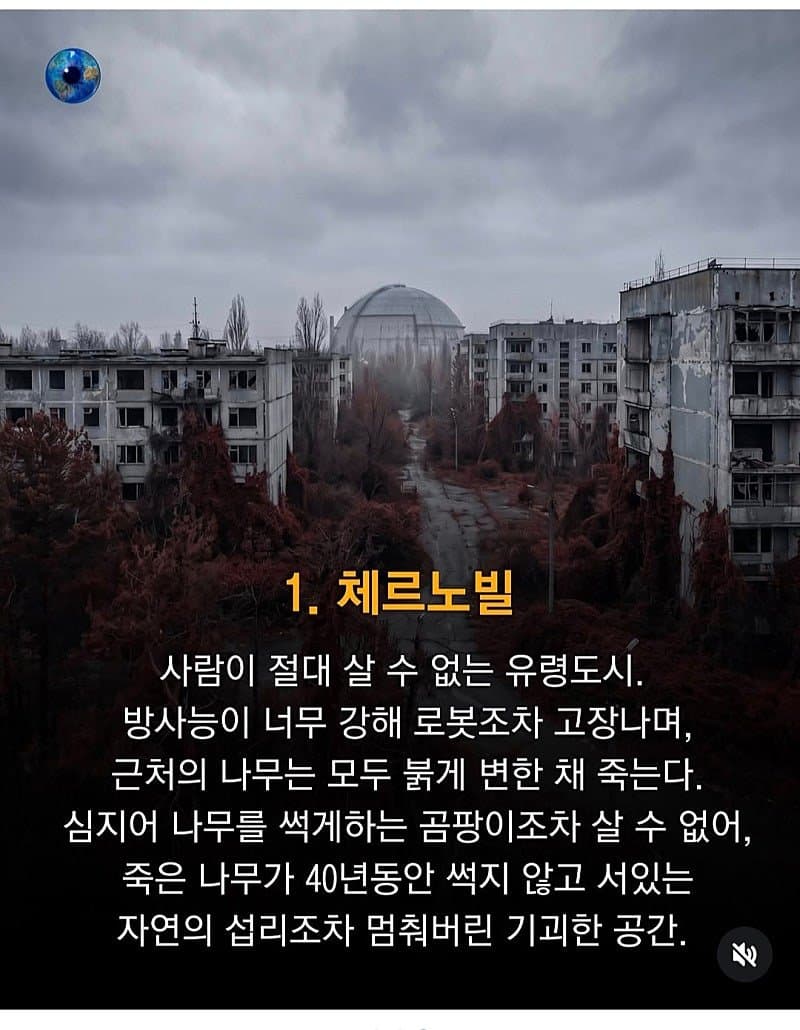 1. 체르노빌
사람이 절대 살 수 없는 유령도시.
방사능이 너무 강해 로봇조차 고장나며,
근처의 나무는 모두 붉게 변한 채 죽는다.
심지어 나무를 썩게하는 곰팡이조차 살 수 없어,
죽은 나무가 40년동안 썩지 않고 서있는
자연의 섭리조차 멈춰버린 기괴한 공간.